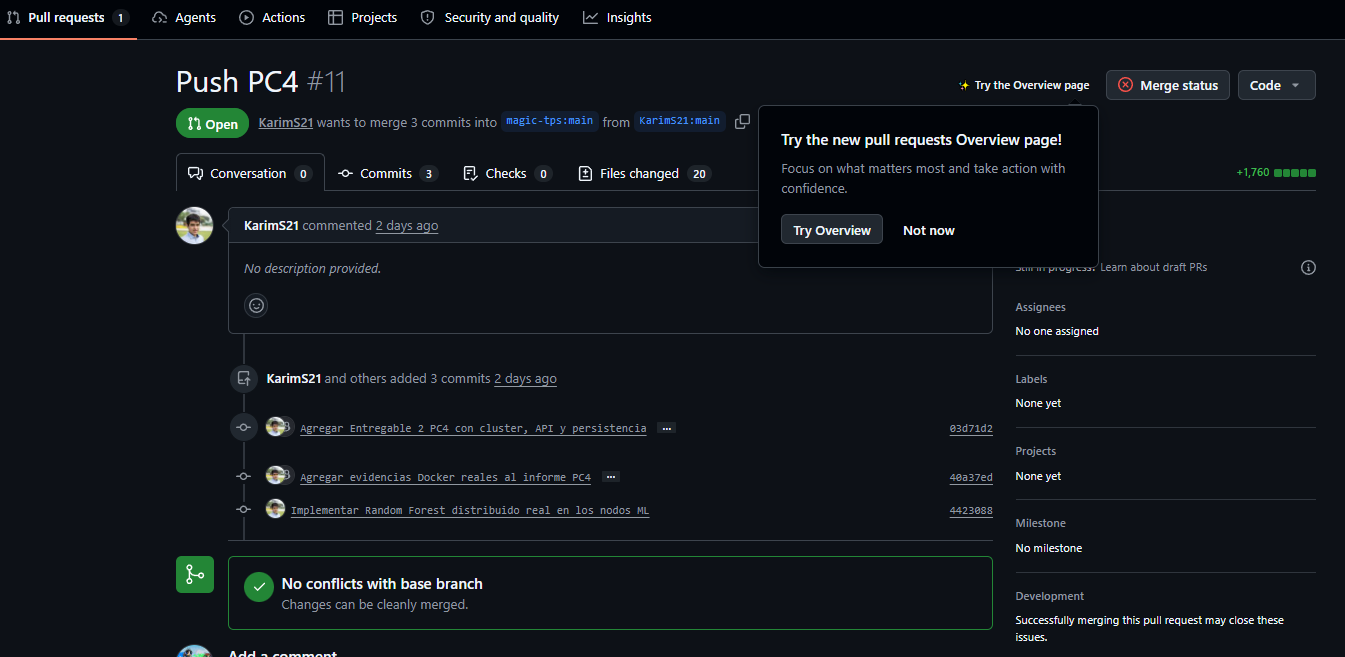 Pull requests 1 Agents Actions Projects Security and quality Insights
Push PC4 #11
Try the Overview page Merge status Code
Open KarimS21 wants to merge 3 commits into magic-tps:main from KarimS21:main
Try the new pull requests Overview page!
Focus on what matters most and take action with
confidence.
Try Overview Not now
Conversation 0 Commits 3 Checks 0 Files changed 20 +1,760
KarimS21 commented 2 days ago
No description provided.
Still in progress? Learn about draft PRs
Assignees
No one assigned
KarimS21 and others added 3 commits 2 days ago
Agregar Entregable 2 PC4 con cluster, API y persistencia ... 03d71d2
Agregar evidencias Docker reales al informe PC4 ... 40a37ed
Implementar Random Forest distribuido real en los nodos ML 4423088
Labels
None yet
Projects
None yet
Milestone
No milestone
Development
Successfully merging this pull request may close these
issues.
No conflicts with base branch
Changes can be cleanly merged.
Add a comment